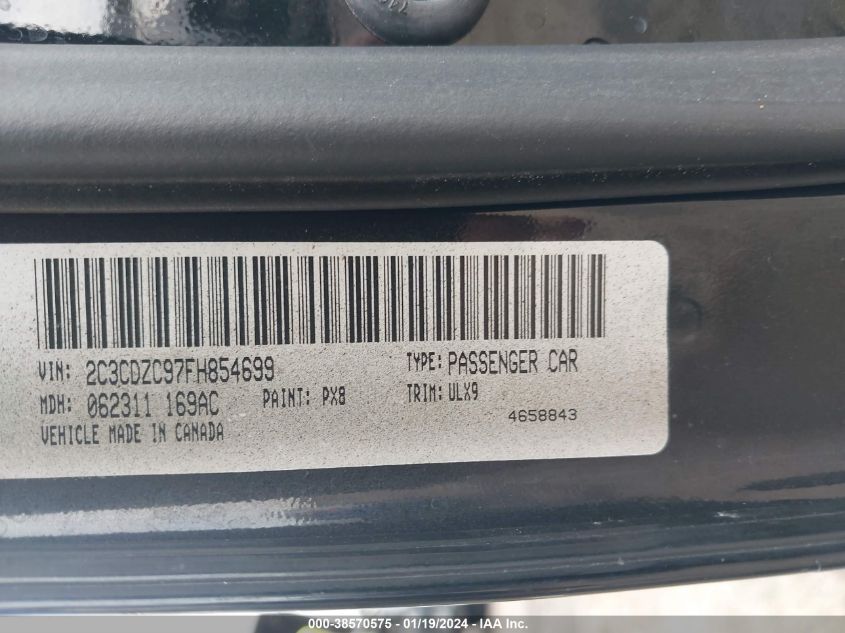 VIN: 2C3CDZC97FH854699 TYPE: PASSENGER CAR
MDH: 062311 169AC PAINT: PX8 TRIM: ULX9
VEHICLE MADE IN CANADA 4658843
000-38570575 - 01/19/2024 - IAA Inc.